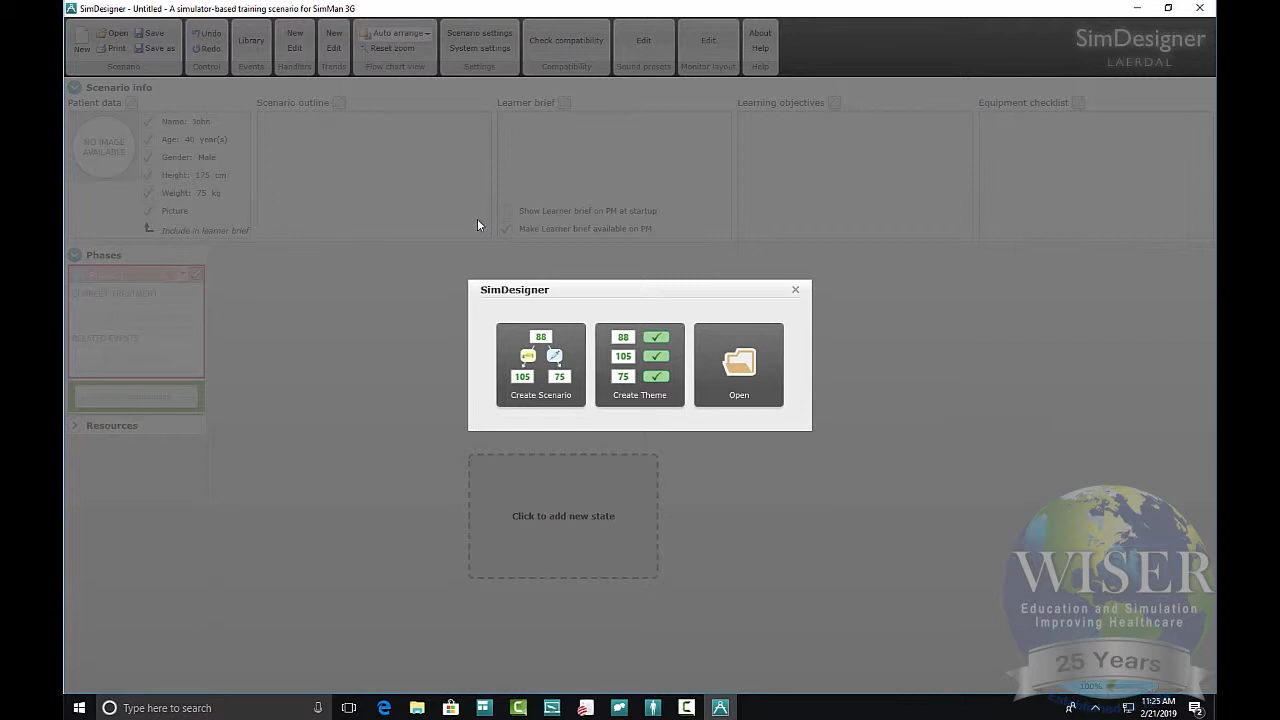 SimDesigner - Untitled - A simulator-based training scenario for SimMan 3G
New
Open
Save
Print
Save as
Scenario
Undo
Redo
Control
Library
Events
New
Edit
Handlers
New
Edit
Trends
Auto arrange
Reset zoom
Flow chart view
Scenario settings
System settings
Settings
Check compatibility
Compatibility
Edit
Sound presets
Edit
Monitor layout
About
Help
Help
SimDesigner
LAERDAL
Scenario info
Patient data
Scenario outline
Learner brief
Learning objectives
Equipment checklist
NO IMAGE
AVAILABLE
Name: John
Age: 40 year(s)
Gender: Male
Height: 175 cm
Weight: 75 kg
Picture
Include in learner brief
Show Learner brief on PM at startup
Make Learner brief available on PM
Phases
CORRECT TREATMENT
RELATED EVENTS
Resources
SimDesigner
88
105 75
Create Scenario
88
105
75
Create Theme
Open
Click to add new state
WISER
Education and Simulation
Improving Healthcare
25 Years
100%
Type here to search
11:25 AM
2/21/2019
2